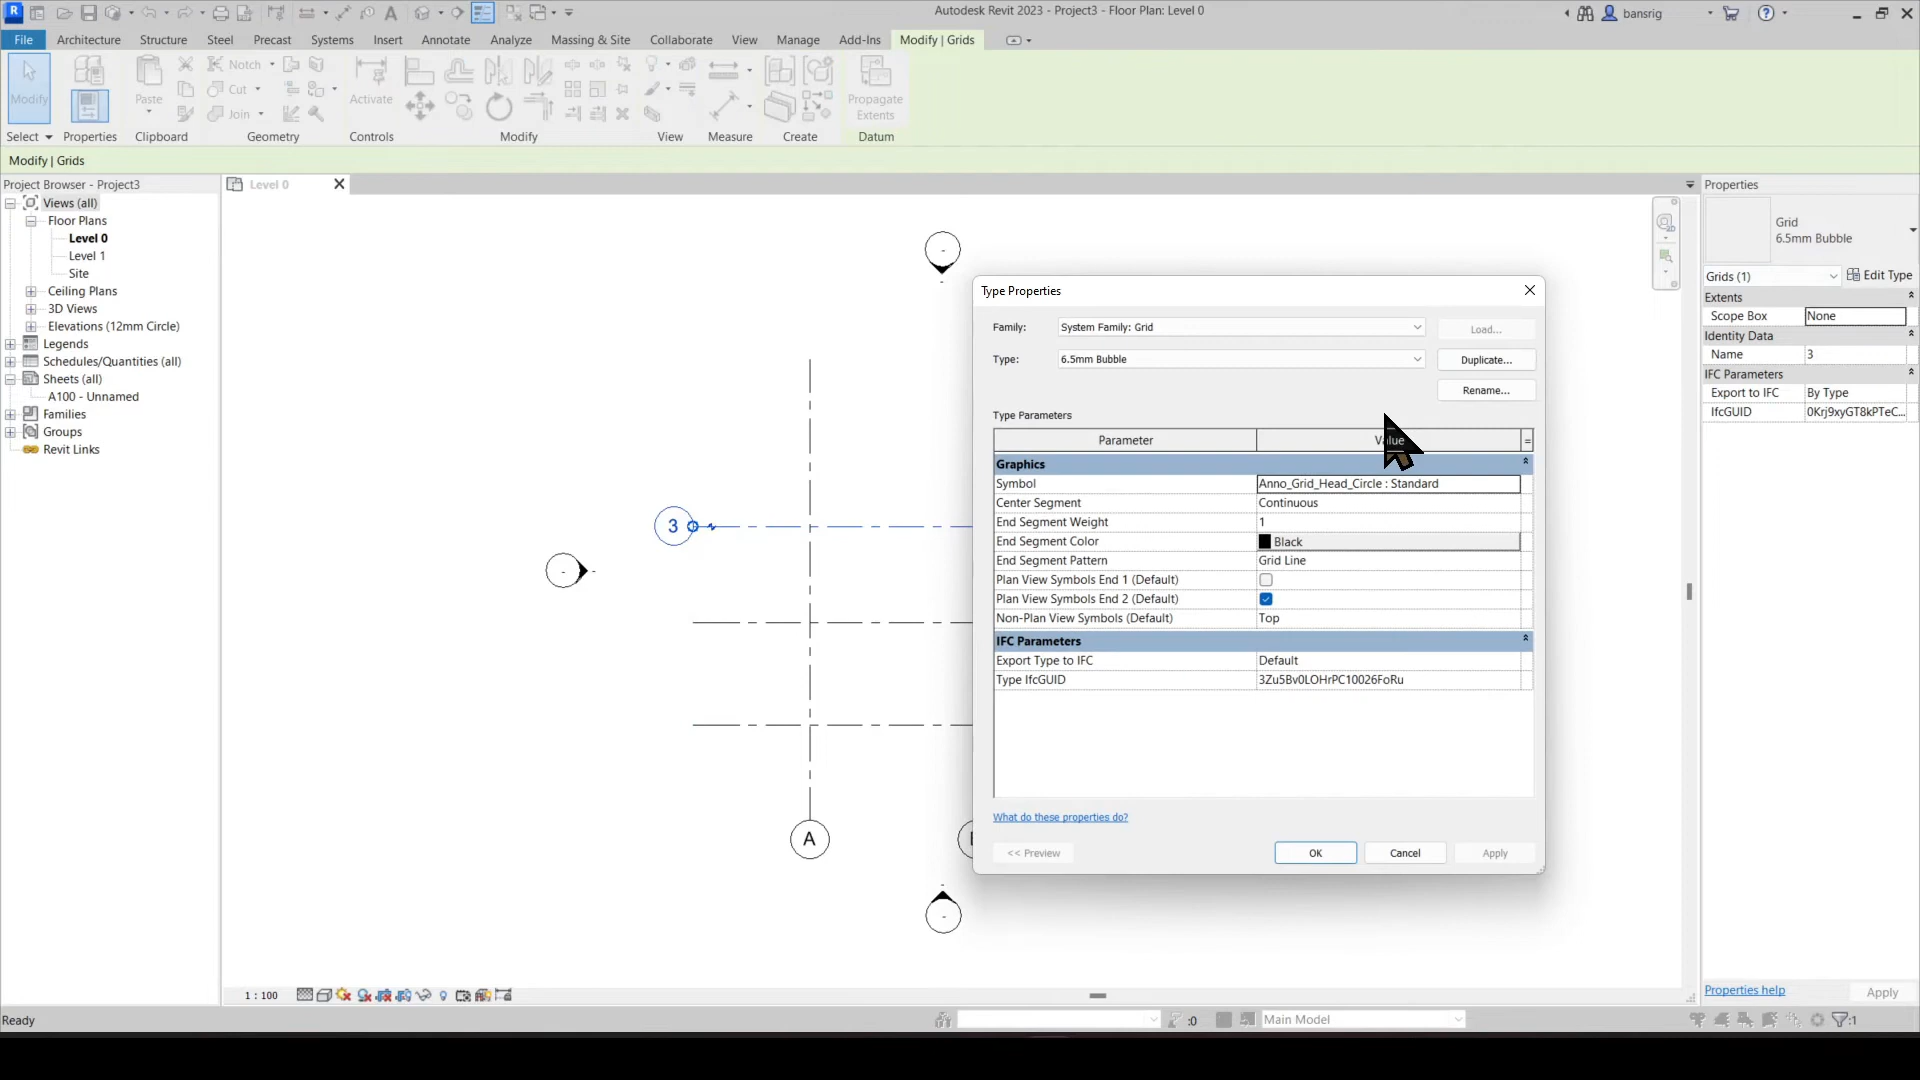 Autodesk Revit 2023 - Project3 - Floor Plan: Level 0
bansrig
File
Architecture
Structure
Steel
Precast
Systems
Insert
Annotate
Analyze
Massing & Site
Collaborate
View
Manage
Add-Ins
Modify | Grids
Modify
Paste
Notch
Cut
Join
Activate
Propagate
Extents
Select
Properties
Clipboard
Geometry
Controls
Modify
View
Measure
Create
Datum
Modify | Grids
Project Browser - Project3
Views (all)
Floor Plans
Level 0
Level 1
Site
Ceiling Plans
3D Views
Elevations (12mm Circle)
Legends
Schedules/Quantities (all)
Sheets (all)
A100 - Unnamed
Families
Groups
Revit Links
Level 0
3
A
Type Properties
Family:
System Family: Grid
Load...
Type:
6.5mm Bubble
Duplicate...
Rename...
Type Parameters
Parameter
Value
=
Graphics
Symbol
Anno_Grid_Head_Circle : Standard
Center Segment
Continuous
End Segment Weight
1
End Segment Color
Black
End Segment Pattern
Grid Line
Plan View Symbols End 1 (Default)
Plan View Symbols End 2 (Default)
Non-Plan View Symbols (Default)
Top
IFC Parameters
Export Type to IFC
Default
Type IfcGUID
3Zu5Bv0LOHrPC10026FoRu
What do these properties do?
<< Preview
OK
Cancel
Apply
Properties
Grid
6.5mm Bubble
Grids (1)
Edit Type
Extents
Scope Box
None
Identity Data
Name
3
IFC Parameters
Export to IFC
By Type
IfcGUID
0Krj9xyGT8kPTeC...
Properties help
Apply
1 : 100
Ready
:0
Main Model
:1